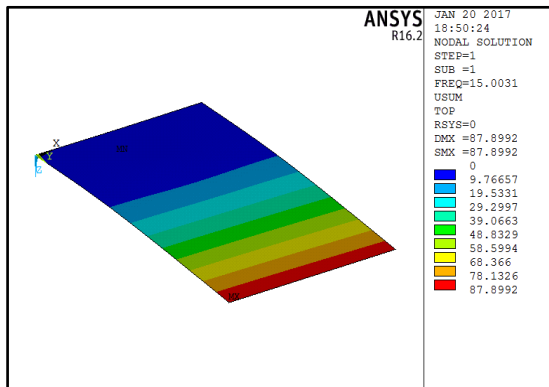 ANSYS
R16.2
JAN 20 2017
18:50:24
NODAL SOLUTION
STEP=1
SUB =1
FREQ=15.0031
USUM
TOP
RSYS=0
DMX =87.8992
SMX =87.8992
0
9.76657
19.5331
29.2997
39.0663
48.8329
58.5994
68.366
78.1326
87.8992
X
Y
Z
MN
MX